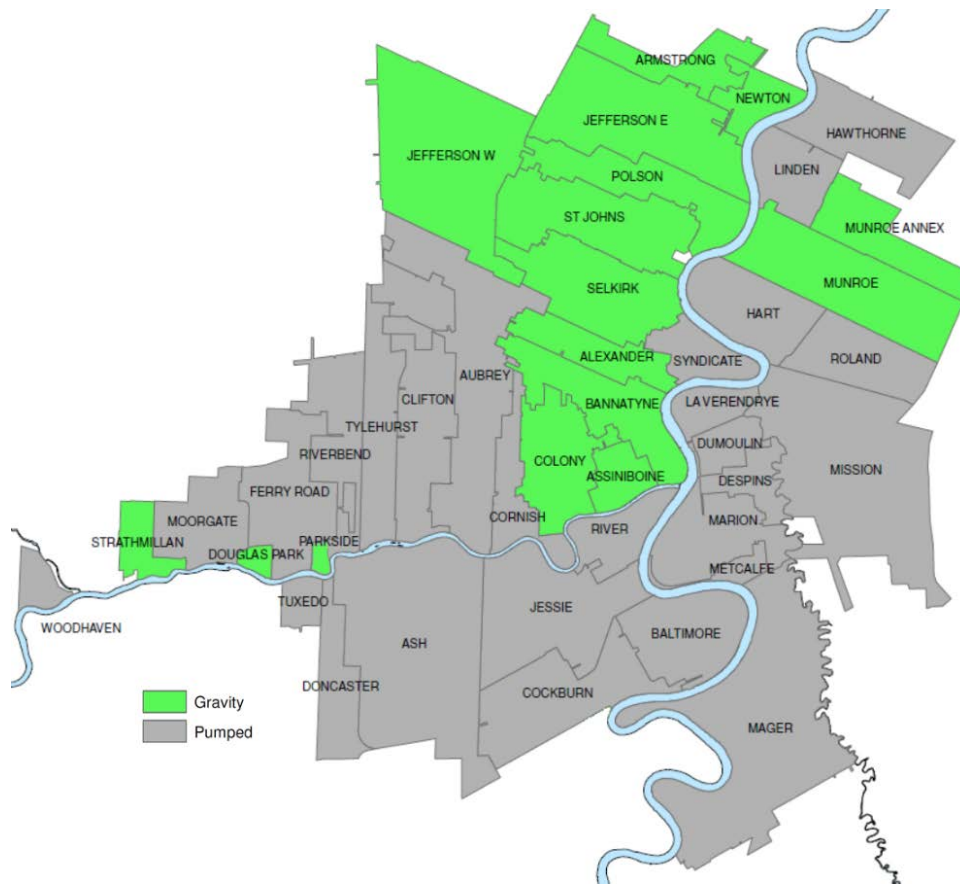 ARMSTRONG
NEWTON
JEFFERSON E
HAWTHORNE
JEFFERSON W
LINDEN
POLSON
ST JOHNS
MUNROE ANNEX
SELKIRK
MUNROE
HART
ALEXANDER
SYNDICATE
ROLAND
AUBREY
CLIFTON
BANNATYNE
LA VERENDRYE
TYLEHURST
DUMOULIN
RIVERBEND
COLONY
MISSION
ASSINIBOINE
DESPINS
FERRY ROAD
CORNISH
MOORGATE
RIVER
MARION
STRATHMILLAN
PARKSIDE
DOUGLAS PARK
METCALFE
TUXEDO
JESSIE
WOODHAVEN
BALTIMORE
ASH
DONCASTER
COCKBURN
Gravity
MAGER
Pumped